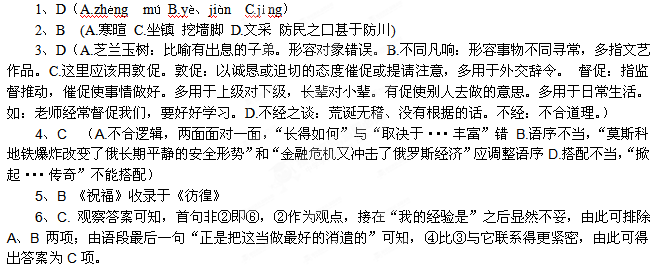 1、D（A.zhèng　mú　B.yè、jiòn　C.jǐng）
2、B　(A.寒暄 C.坐镇 挖墙脚 D.文采 防民之口甚于防川)
3、D（A.芝兰玉树：比喻有出息的子弟。形容对象错误。B.不同凡响：形容事物不同寻常，多指文艺
作品。C.这里应该用敦促。敦促：以诚恳或迫切的态度催促或提请注意，多用于外交辞令。 督促：指监
督推动，催促使事情做好。多用于上级对下级，长辈对小辈。有促使别人去做的意思。多用于日常生活。
如：老师经常督促我们，要好好学习。D.不经之谈：荒诞无稽、没有根据的话。不经：不合道理。）
4、C　（A.不合逻辑，两面面对一面，“长得如何”与“取决于···丰富”错 B.语序不当，“莫斯科
地铁爆炸改变了俄长期平静的安全形势”和“金融危机又冲击了俄罗斯经济”应调整语序 D.搭配不当，“掀
起···传奇”不能搭配）
5、B 《祝福》收录于《彷徨》
6、C. 观察答案可知，首句非②即⑥，②作为观点，接在“我的经验是”之后显然不妥，由此可排除
A、B 两项；由语段最后一句“正是把这当做最好的消遣的”可知，④比③与它联系得更紧密，由此可得
出答案为 C 项。